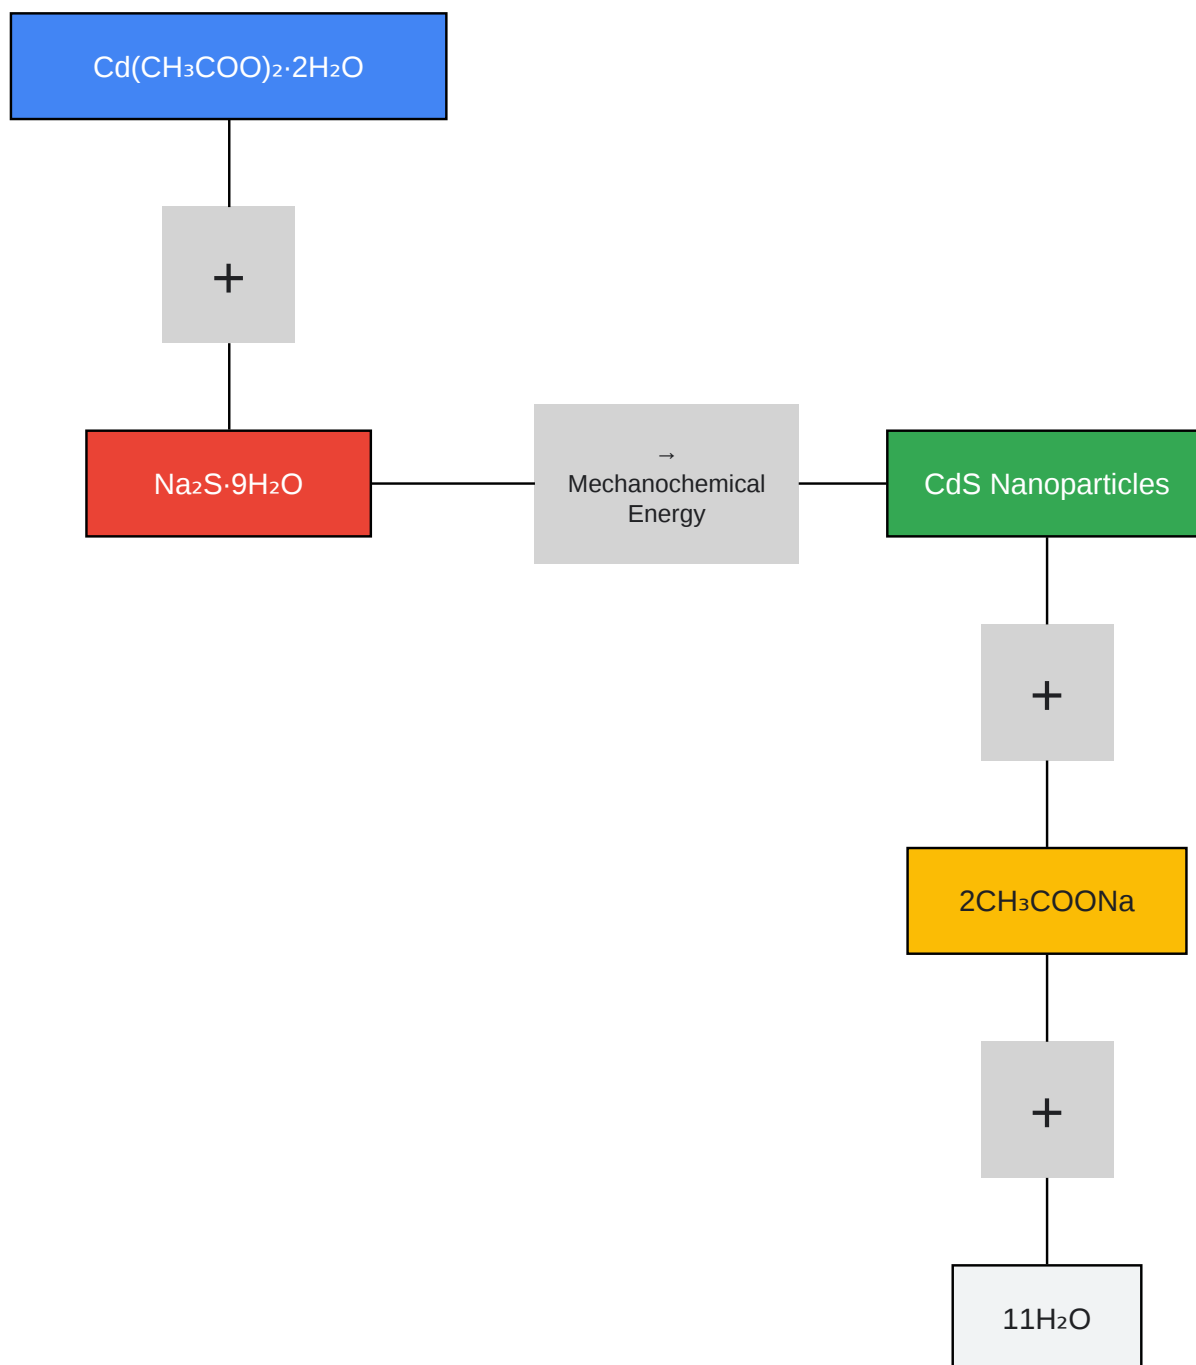 Cd(CH₃COO)₂·2H₂O
+
Na₂S·9H₂O
→
Mechanochemical
Energy
CdS Nanoparticles
+
2CH₃COONa
+
11H₂O